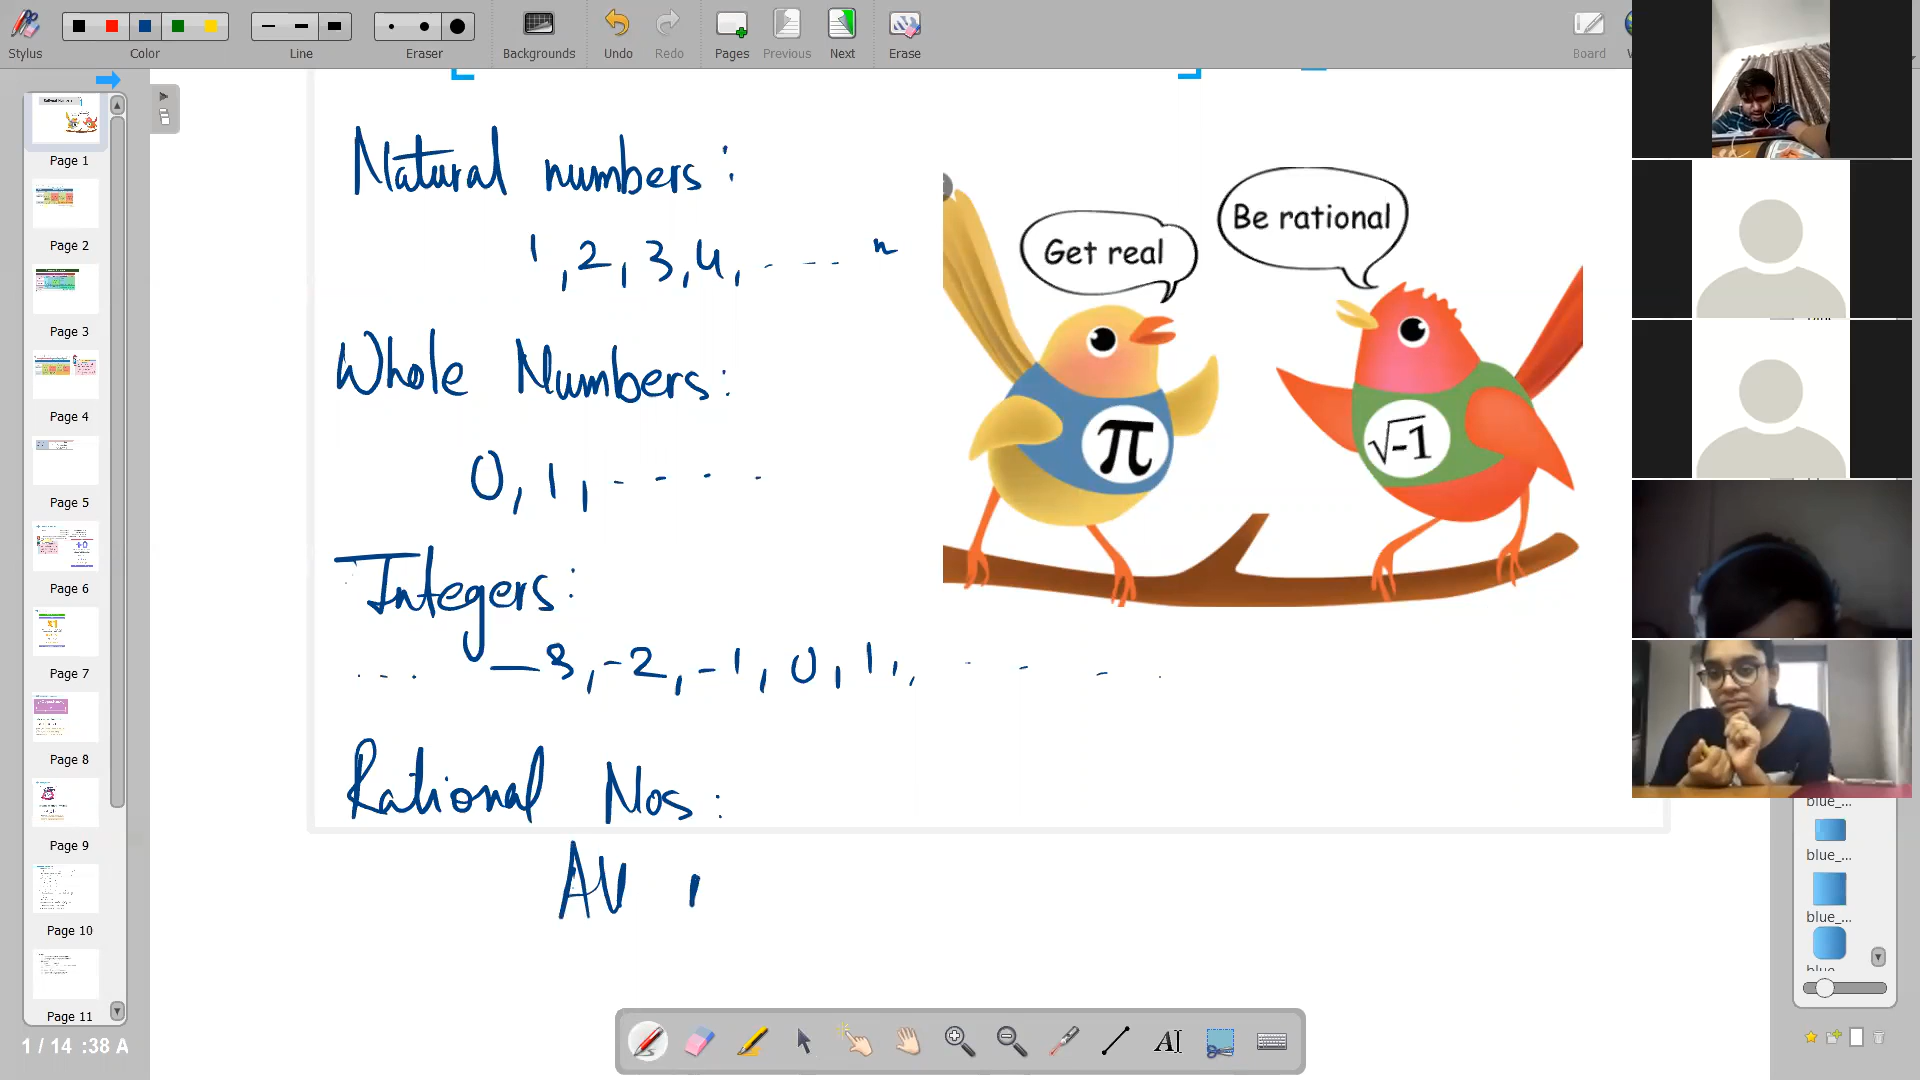 Stylus
Color
Line
Eraser
Backgrounds
Undo
Redo
Pages
Previous
Next
Erase
Board
Page 1
Page 2
Page 3
Page 4
Page 5
Page 6
Page 7
Page 8
Page 9
Page 10
Page 11
1 / 14 :38 A
Natural numbers:
1, 2, 3, 4, ---- n
Whole Numbers:
0, 1, - - - -
Integers:
... -3, -2, -1, 0, 1, - - - -
Rational Nos:
All
Get real
Be rational
π
√-1
blue_...
blue_...
blue_...
AI